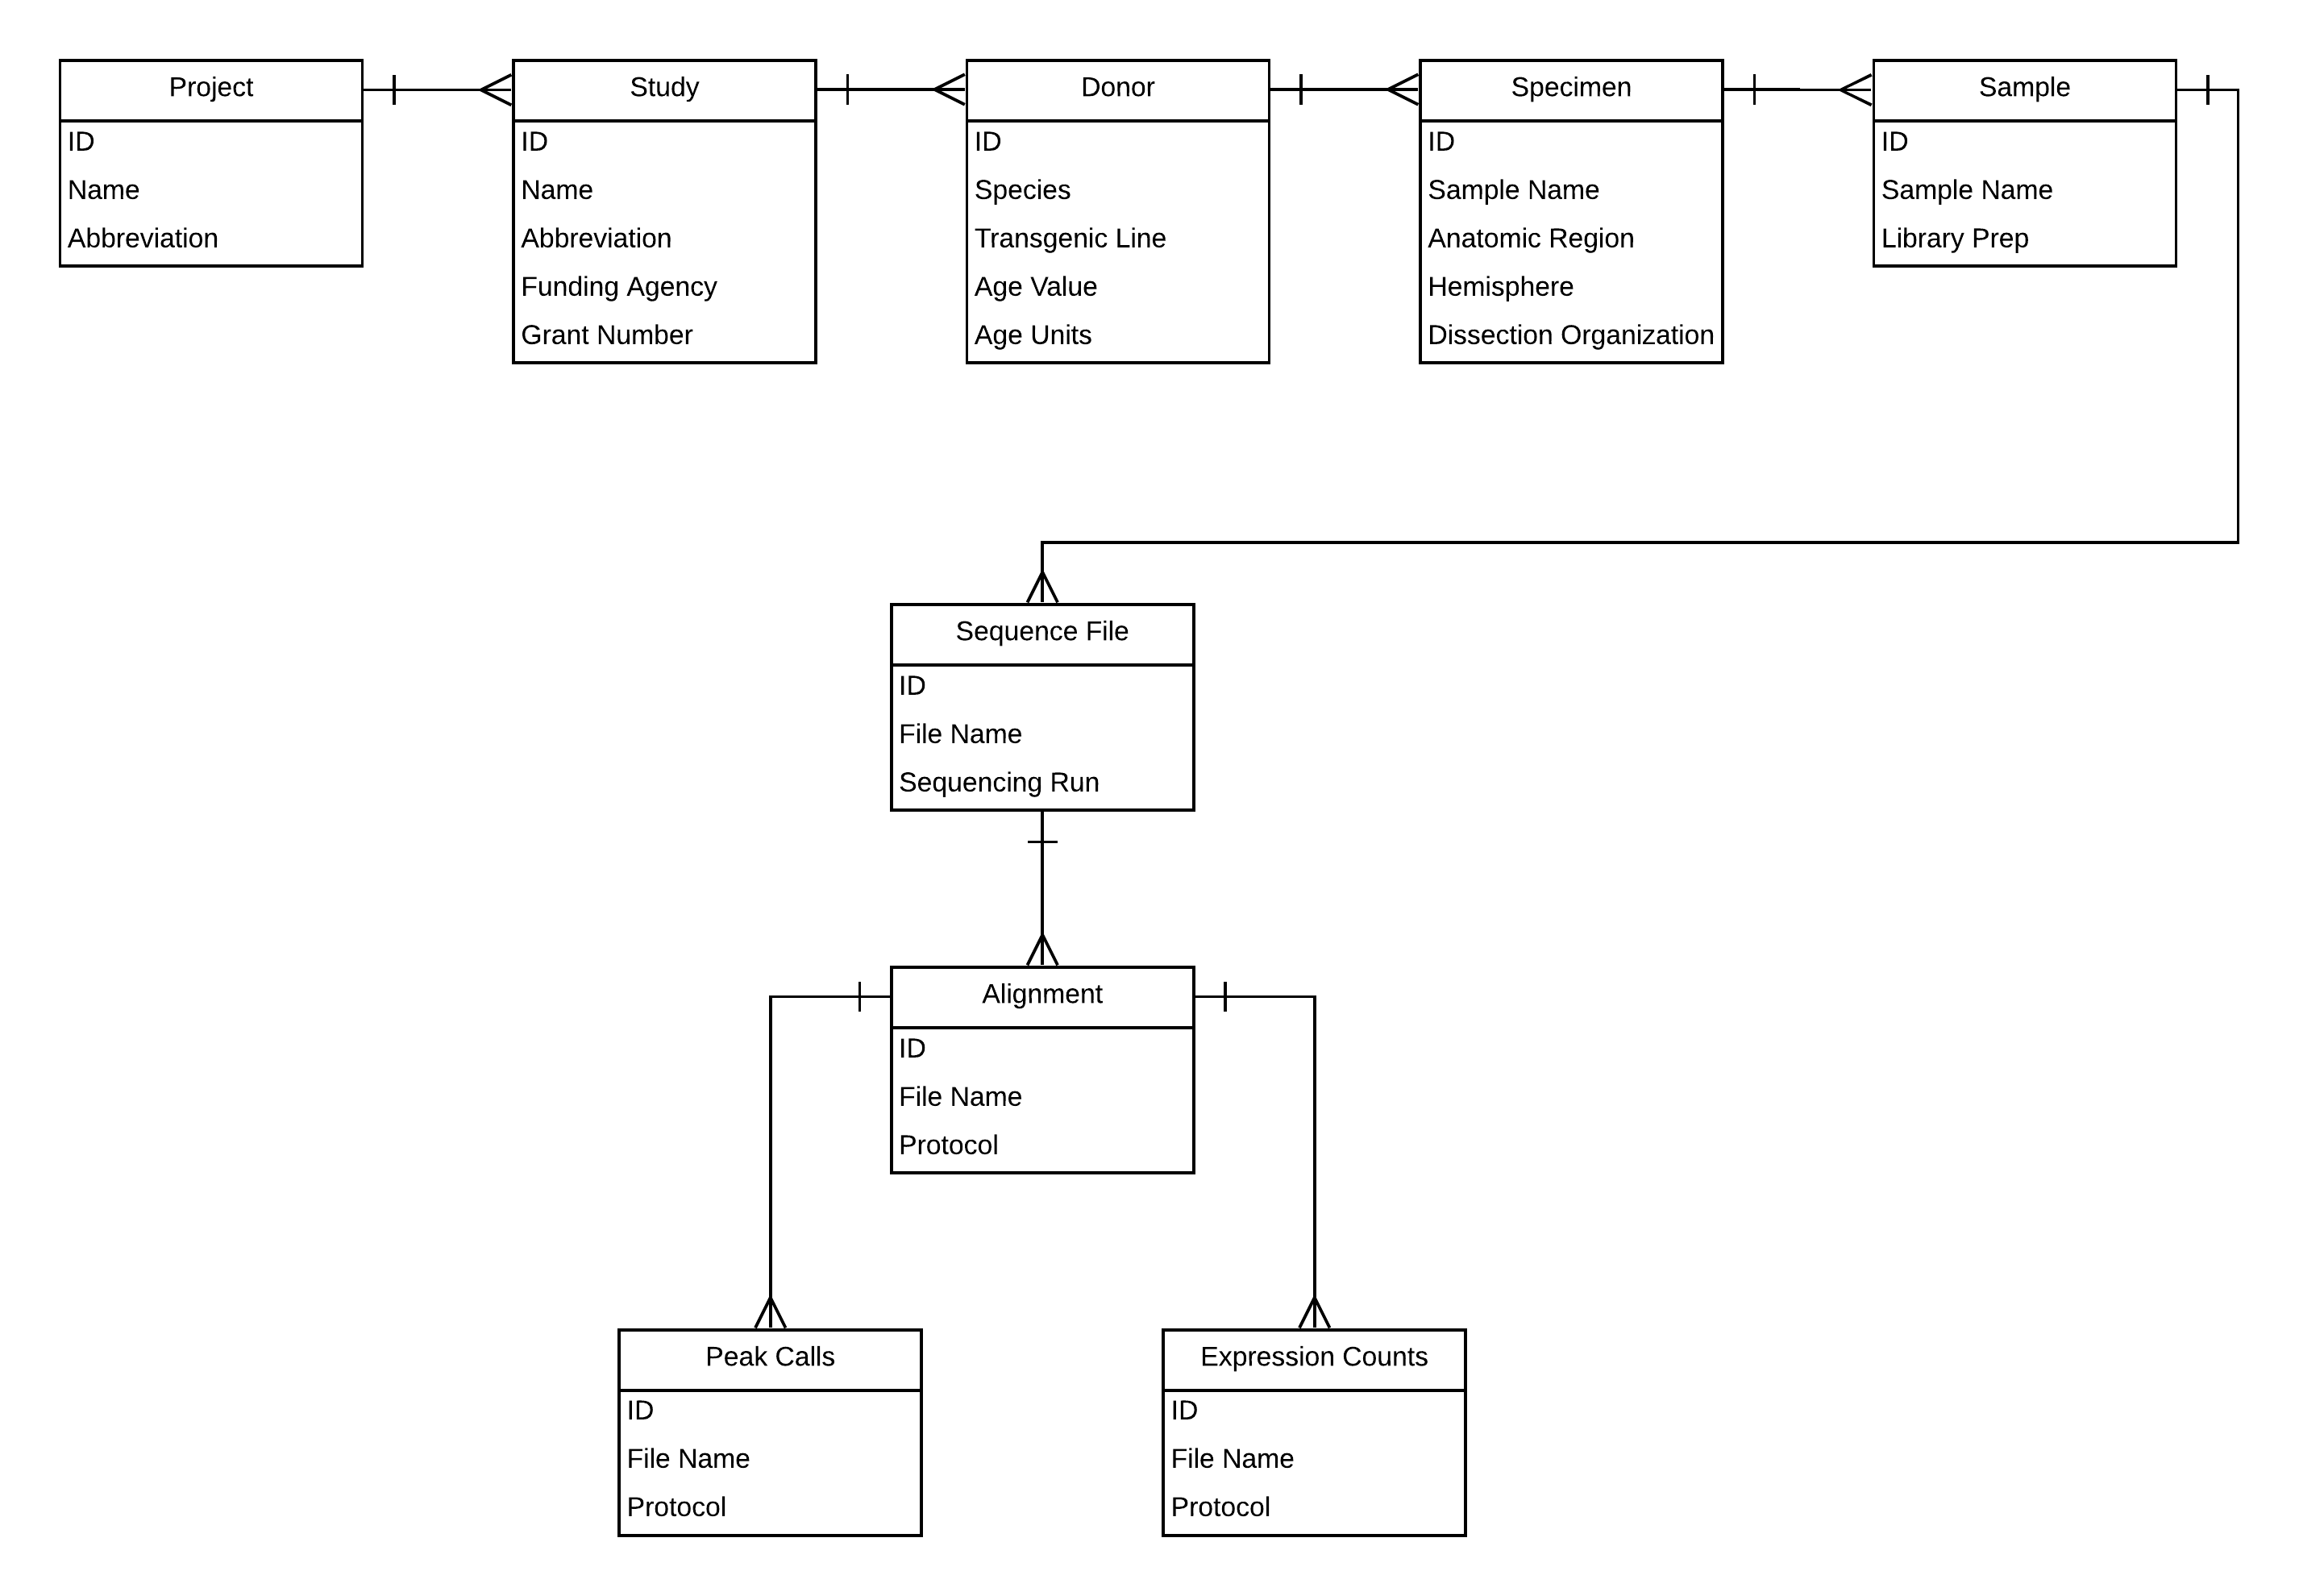 Project
ID
Name
Abbreviation
Study
ID
Name
Abbreviation
Funding Agency
Grant Number
Donor
ID
Species
Transgenic Line
Age Value
Age Units
Specimen
ID
Sample Name
Anatomic Region
Hemisphere
Dissection Organization
Sample
ID
Sample Name
Library Prep
Sequence File
ID
File Name
Sequencing Run
Alignment
ID
File Name
Protocol
Peak Calls
ID
File Name
Protocol
Expression Counts
ID
File Name
Protocol